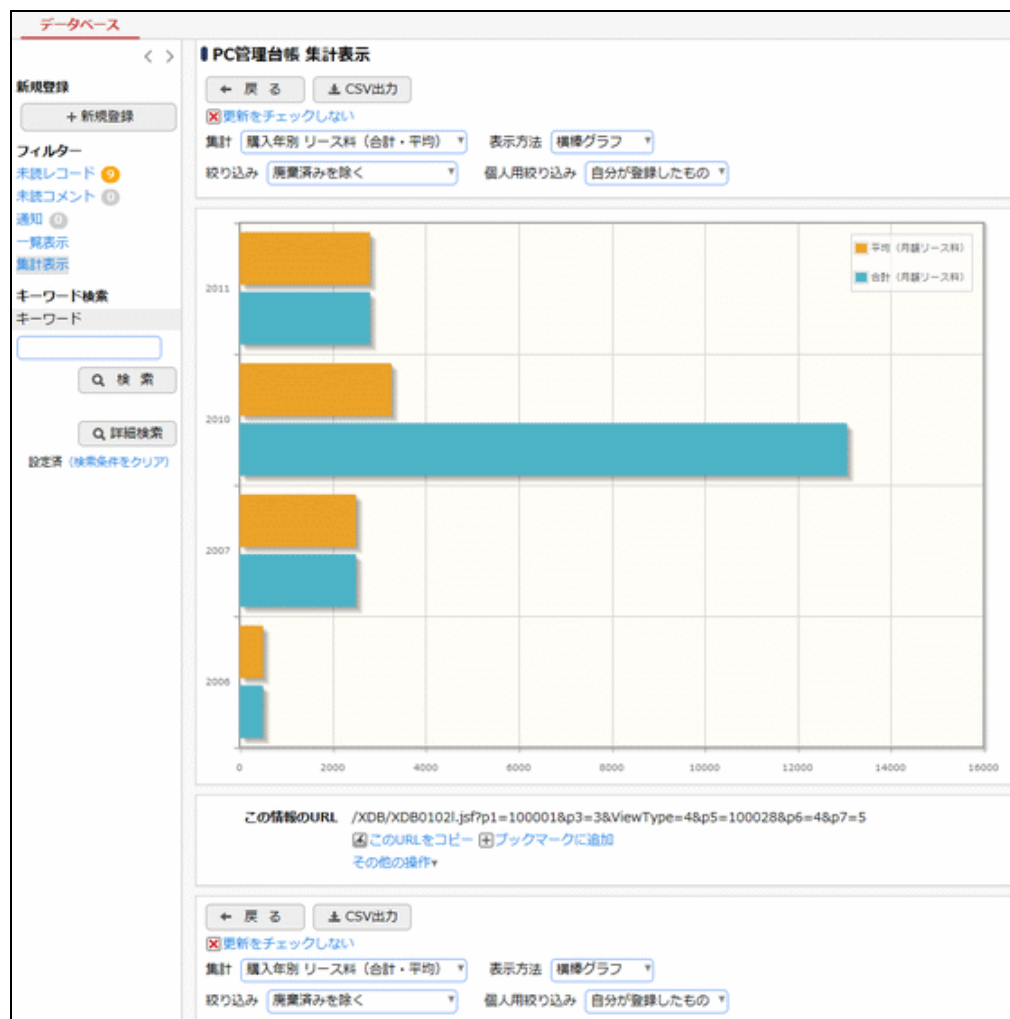 データベース
新規登録
+ 新規登録
フィルター
未読レコード 9
未読コメント 0
通知 0
一覧表示
集計表示
キーワード検索
キーワード
検 索
詳細検索
設定済 (検索条件をクリア)
PC管理台帳 集計表示
戻 る CSV出力
更新をチェックしない
集計 購入年別 リース料（合計・平均） 表示方法 横棒グラフ
絞り込み 廃棄済みを除く 個人用絞り込み 自分が登録したもの
平均（月額リース料）
合計（月額リース料）
2011
2010
2007
2006
0 2000 4000 6000 8000 10000 12000 14000 16000
この情報のURL /XDB/XDB0102l.jsf?p1=100001&p3=3&ViewType=4&p5=100028&p6=4&p7=5
このURLをコピー ブックマークに追加
その他の操作▾
戻 る CSV出力
更新をチェックしない
集計 購入年別 リース料（合計・平均） 表示方法 横棒グラフ
絞り込み 廃棄済みを除く 個人用絞り込み 自分が登録したもの